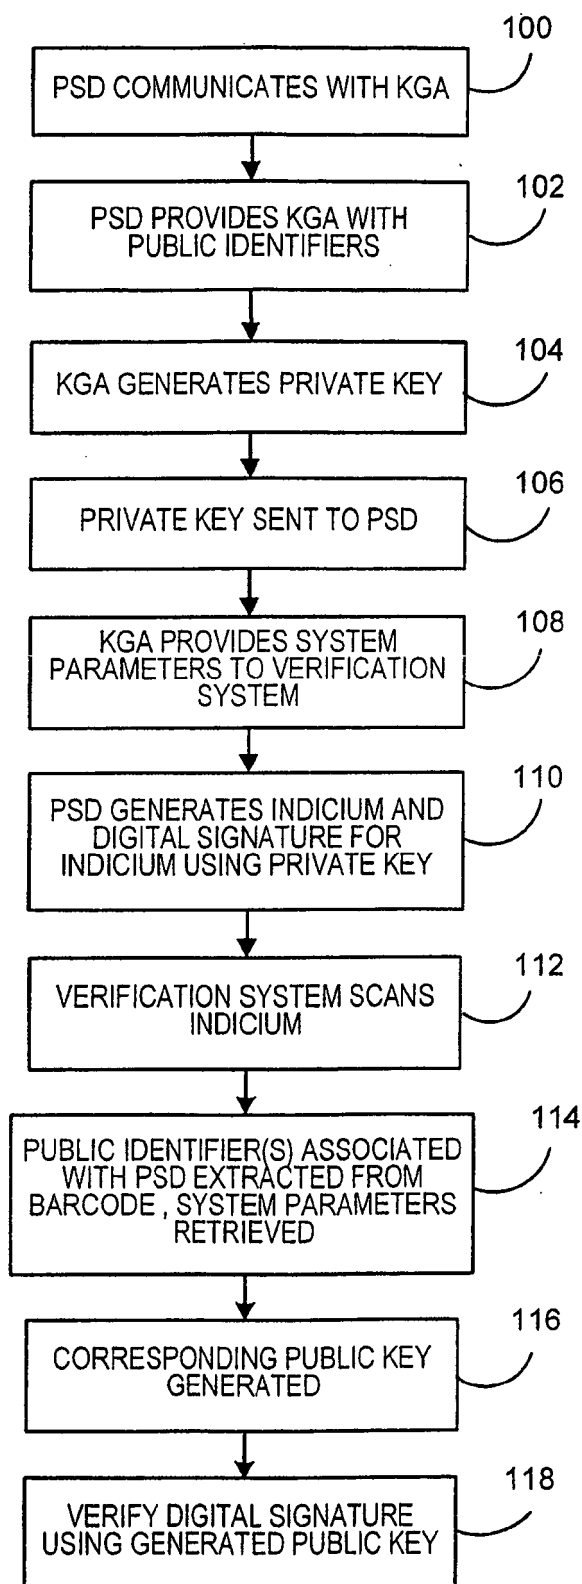 100
PSD COMMUNICATES WITH KGA
102
PSD PROVIDES KGA WITH
PUBLIC IDENTIFIERS
104
KGA GENERATES PRIVATE KEY
106
PRIVATE KEY SENT TO PSD
108
KGA PROVIDES SYSTEM
PARAMETERS TO VERIFICATION
SYSTEM
110
PSD GENERATES INDICIUM AND
DIGITAL SIGNATURE FOR
INDICIUM USING PRIVATE KEY
112
VERIFICATION SYSTEM SCANS
INDICIUM
114
PUBLIC IDENTIFIER(S) ASSOCIATED
WITH PSD EXTRACTED FROM
BARCODE , SYSTEM PARAMETERS
RETRIEVED
116
CORRESPONDING PUBLIC KEY
GENERATED
118
VERIFY DIGITAL SIGNATURE
USING GENERATED PUBLIC KEY